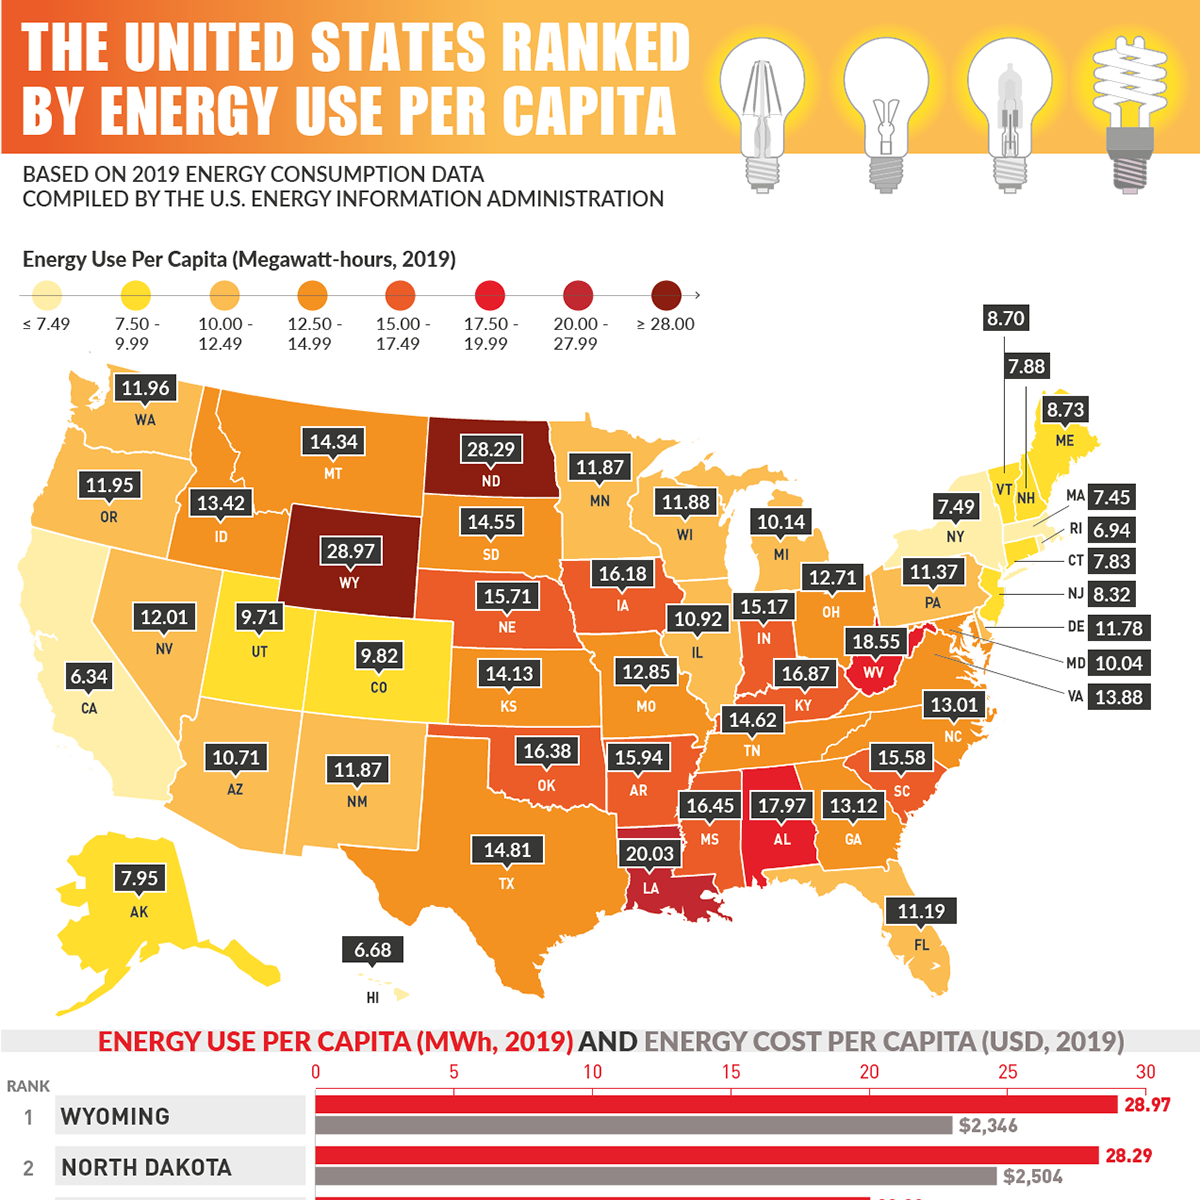 THE UNITED STATES RANKED
BY ENERGY USE PER CAPITA
BASED ON 2019 ENERGY CONSUMPTION DATA
COMPILED BY THE U.S. ENERGY INFORMATION ADMINISTRATION
Energy Use Per Capita (Megawatt-hours, 2019)
≤ 7.49
7.50 -
9.99
10.00 -
12.49
12.50 -
14.99
15.00 -
17.49
17.50 -
19.99
20.00 -
27.99
≥ 28.00
8.70
VT
7.88
NH
8.73
ME
11.96
WA
14.34
MT
28.29
ND
11.87
MN
11.95
OR
13.42
ID
14.55
SD
11.88
WI
10.14
MI
7.49
NY
MA 7.45
RI 6.94
CT 7.83
NJ 8.32
DE 11.78
MD 10.04
VA 13.88
28.97
WY
15.71
NE
16.18
IA
10.92
IL
15.17
IN
12.71
OH
11.37
PA
12.01
NV
9.71
UT
9.82
CO
14.13
KS
12.85
MO
16.87
KY
18.55
WV
6.34
CA
10.71
AZ
11.87
NM
16.38
OK
15.94
AR
14.62
TN
13.01
NC
15.58
SC
14.81
TX
20.03
LA
16.45
MS
17.97
AL
13.12
GA
11.19
FL
7.95
AK
6.68
HI
ENERGY USE PER CAPITA (MWh, 2019) AND ENERGY COST PER CAPITA (USD, 2019)
RANK
0 5 10 15 20 25 30
1 WYOMING 28.97
$2,346
2 NORTH DAKOTA 28.29
$2,504